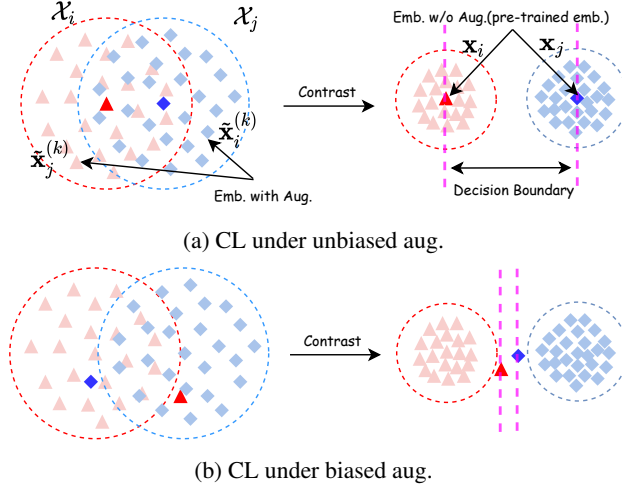 𝒳ᵢ
𝒳ⱼ
Emb. w/o Aug.(pre-trained emb.)
𝐱ᵢ
𝐱ⱼ
Contrast
x̃ᵢ⁽ᵏ⁾
x̃ⱼ⁽ᵏ⁾
Emb. with Aug.
Decision Boundary
(a) CL under unbiased aug.
Contrast
(b) CL under biased aug.